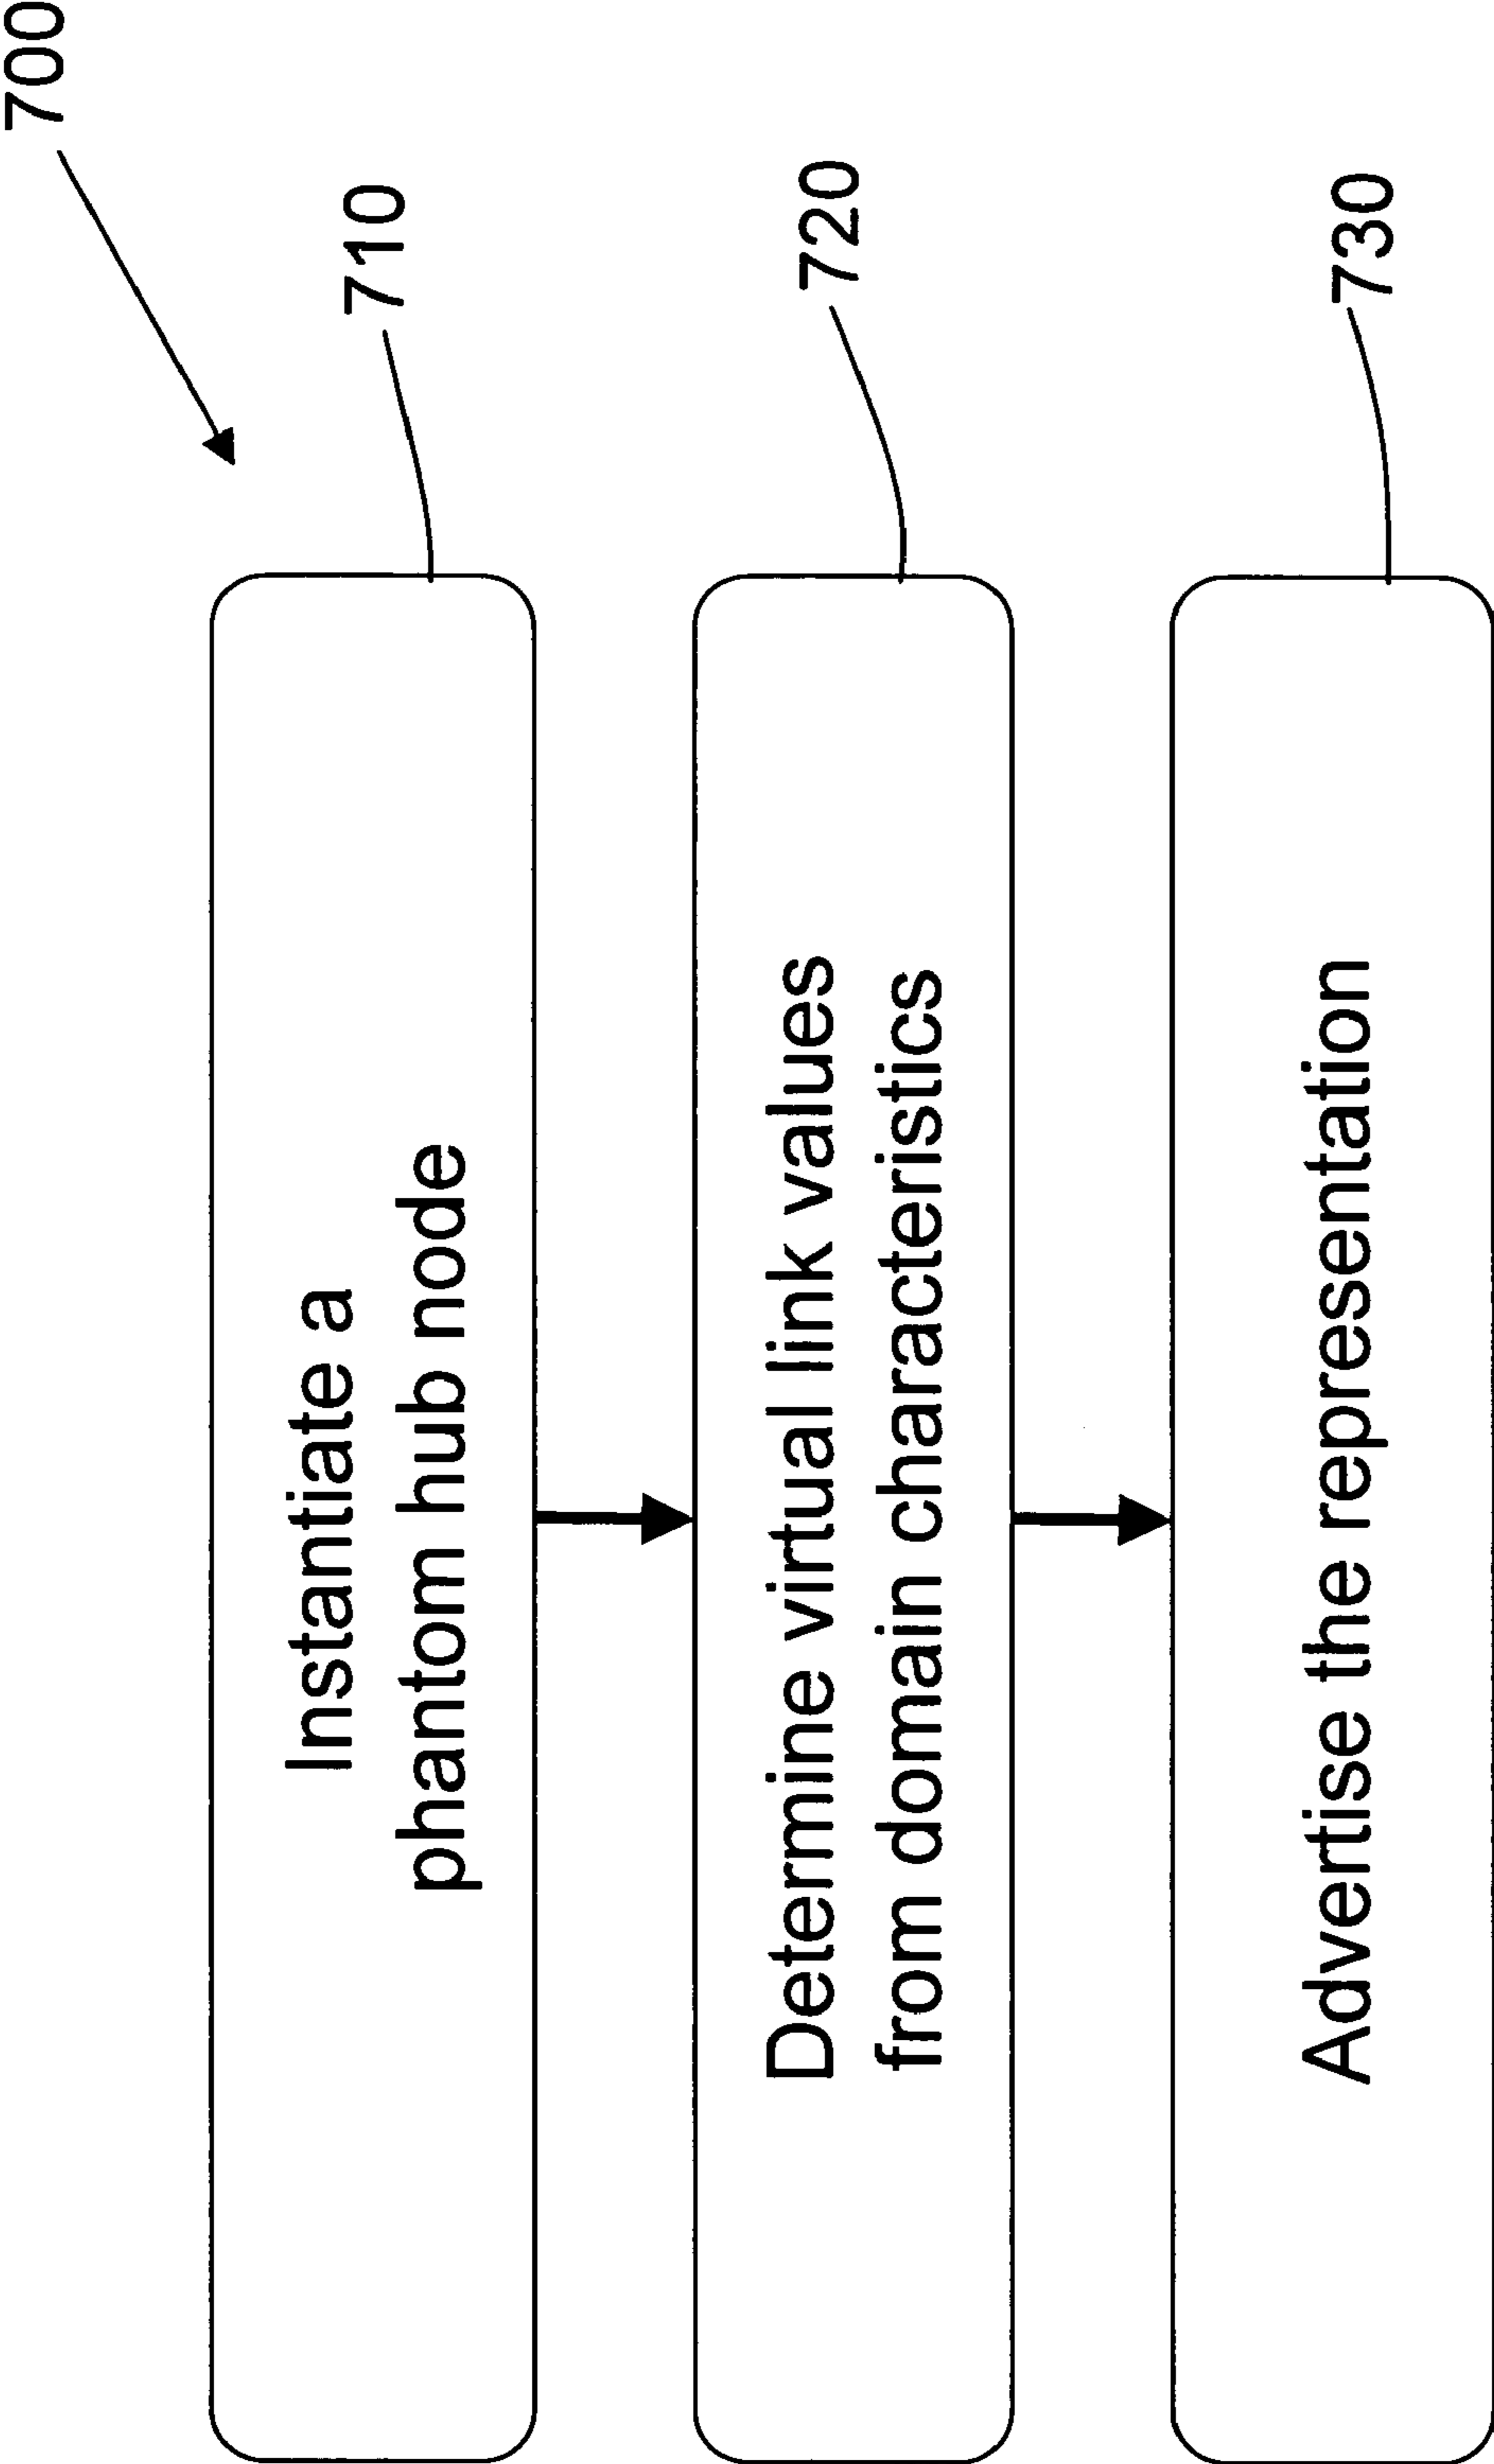 700
Instantiate a
phantom hub node
710
Determine virtual link values
from domain characteristics
720
Advertise the representation
730